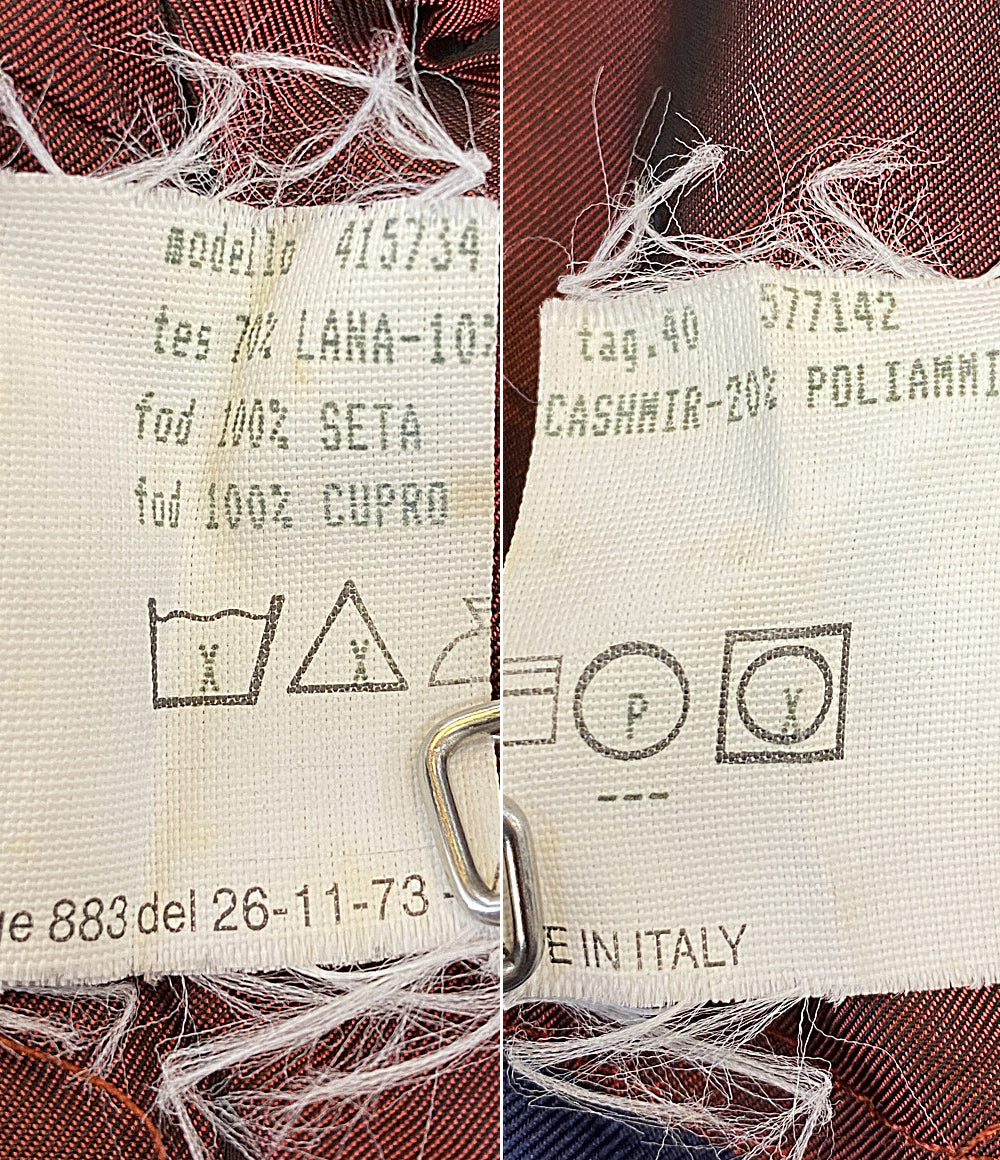 modello 415734
tes 70% LANA-10%
fod 100% SETA
fod 100% CUPRO
X X
883 del 26-11-73 -
tag.40 577142
CASHMIR-20% POLIAMMI
P X
---
E IN ITALY